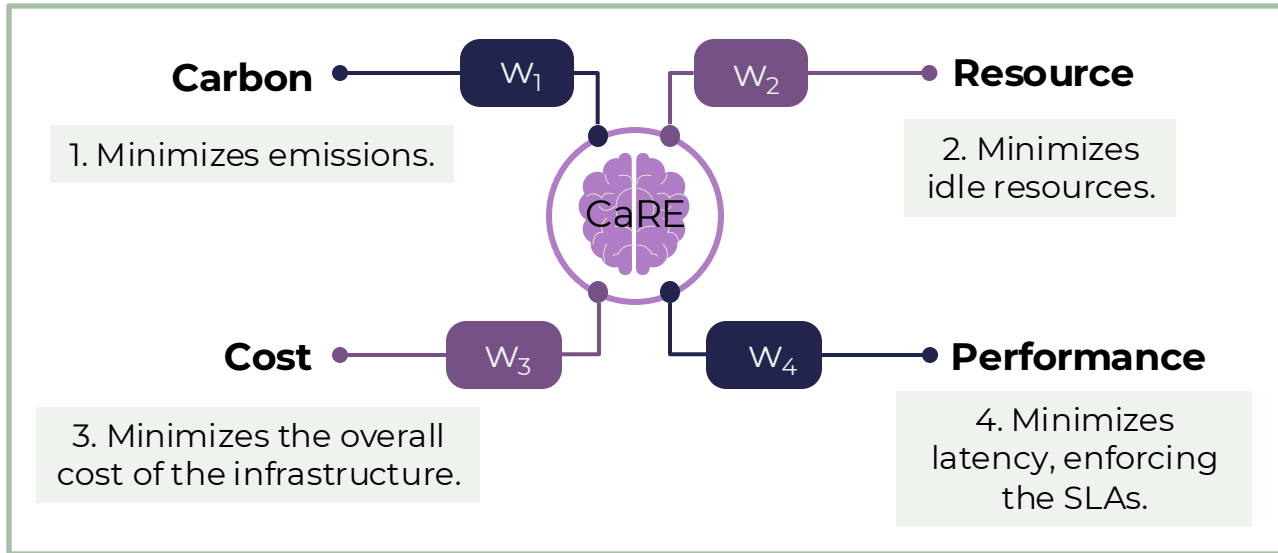 Carbon
W₁
1. Minimizes emissions.
W₂
Resource
2. Minimizes
idle resources.
CaRE
Cost
W₃
3. Minimizes the overall
cost of the infrastructure.
W₄
Performance
4. Minimizes
latency, enforcing
the SLAs.